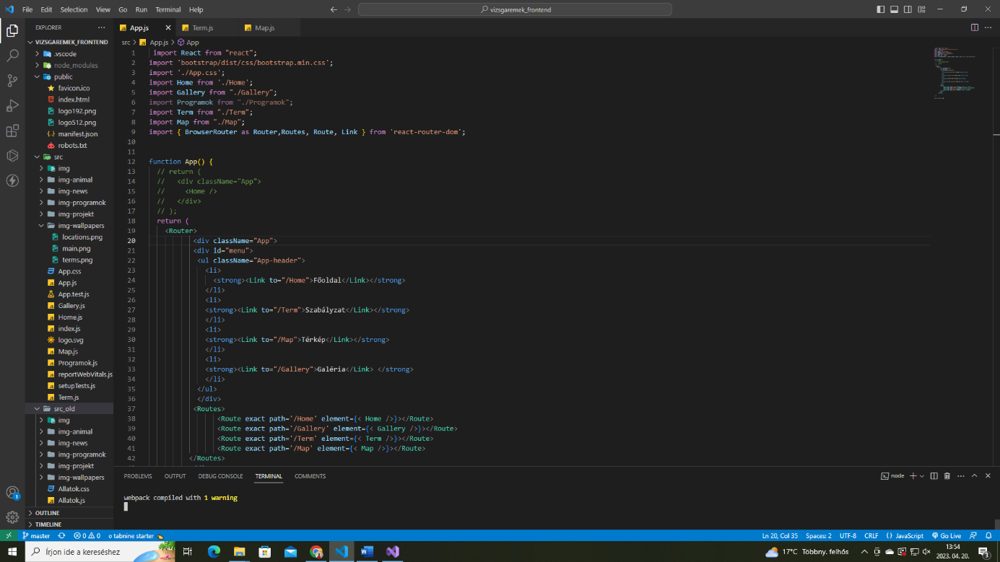 File Edit Selection View Go Run Terminal Help
vizsgaremek_frontend
EXPLORER
VIZSGAREMEK_FRONTEND
.vscode
node_modules
public
favicon.ico
index.html
logo192.png
logo512.png
manifest.json
robots.txt
src
img
img-animal
img-news
img-programok
img-projekt
img-wallpapers
locations.png
main.png
terms.png
App.css
App.js
App.test.js
Gallery.js
Home.js
index.js
logo.svg
Map.js
Programok.js
reportWebVitals.js
setupTests.js
Term.js
src_old
img
img-animal
img-news
img-programok
img-projekt
img-wallpapers
Allatok.css
Allatok.js
OUTLINE
TIMELINE
App.js Term.js Map.js
src > App.js > App
1 import React from "react";
2 import 'bootstrap/dist/css/bootstrap.min.css';
3 import './App.css';
4 import Home from './Home';
5 import Gallery from "./Gallery";
6 import Programok from "./Programok";
7 import Term from "./Term";
8 import Map from "./Map";
9 import { BrowserRouter as Router,Routes, Route, Link } from 'react-router-dom';
10
11
12 function App() {
13 // return (
14 //   <div className="App">
15 //     <Home />
16 //   </div>
17 // );
18 return (
19 <Router>
20 <div className="App">
21 <div id="menu">
22 <ul className="App-header">
23 <li>
24 <strong><Link to="/Home">Főoldal</Link></strong>
25 </li>
26 <li>
27 <strong><Link to="/Term">Szabályzat</Link></strong>
28 </li>
29 <li>
30 <strong><Link to="/Map">Térkép</Link></strong>
31 </li>
32 <li>
33 <strong><Link to="/Gallery">Galéria</Link> </strong>
34 </li>
35 </ul>
36 </div>
37 <Routes>
38 <Route exact path='/Home' element={< Home />}></Route>
39 <Route exact path='/Gallery' element={< Gallery />}></Route>
40 <Route exact path='/Term' element={< Term />}></Route>
41 <Route exact path='/Map' element={< Map />}></Route>
42 </Routes>
PROBLEMS OUTPUT DEBUG CONSOLE TERMINAL COMMENTS
node
webpack compiled with 1 warning
master 0 0 tabnine starter
Ln 20, Col 35 Spaces: 2 UTF-8 CRLF JavaScript Go Live
Írjon ide a kereséshez
17°C Többny. felhős
13:54
2023. 04. 20.
3